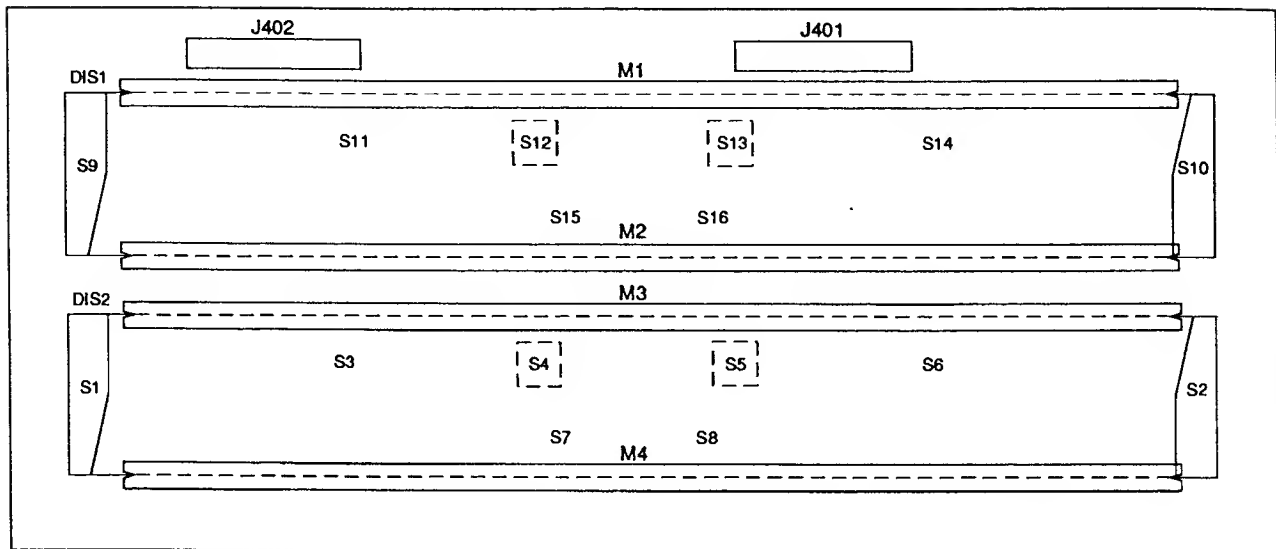 J402 J401
DIS1 M1
S11 S12 S13 S14
S9 S10
S15 S16
M2
DIS2 M3
S3 S4 S5 S6
S1 S2
S7 S8
M4